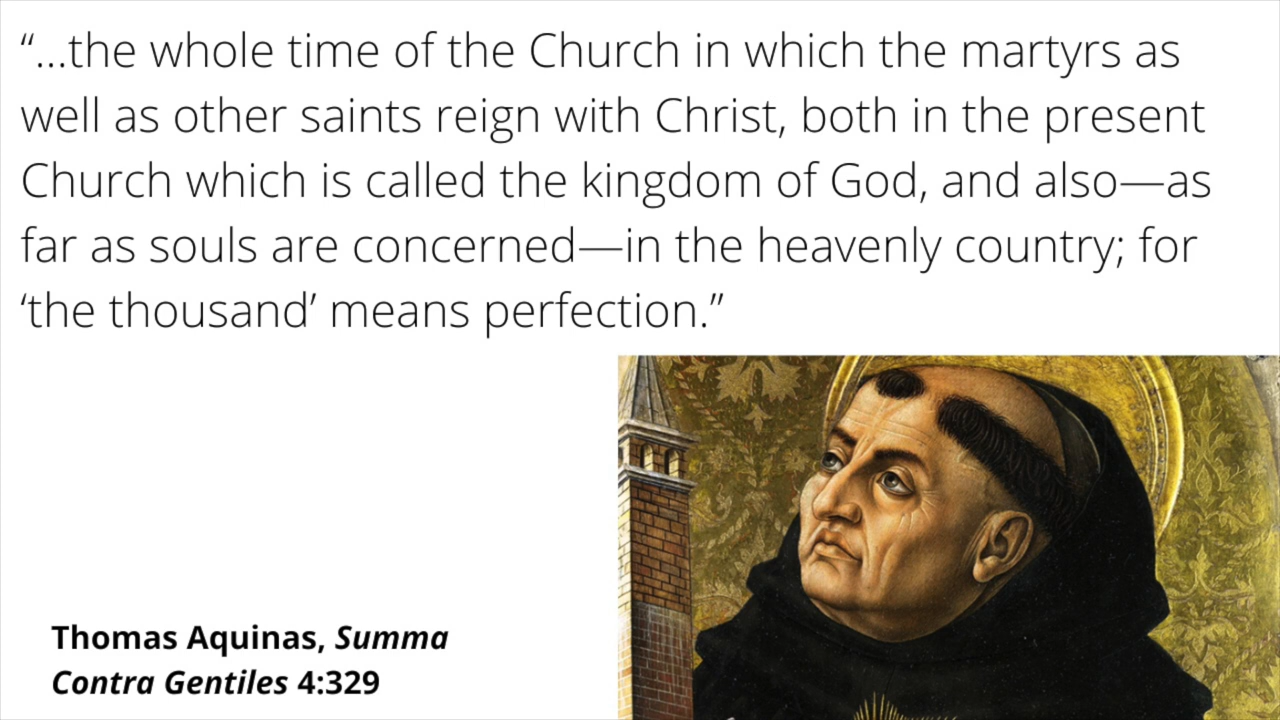 “...the whole time of the Church in which the martyrs as
well as other saints reign with Christ, both in the present
Church which is called the kingdom of God, and also—as
far as souls are concerned—in the heavenly country; for
‘the thousand’ means perfection.”
Thomas Aquinas, Summa
Contra Gentiles 4:329